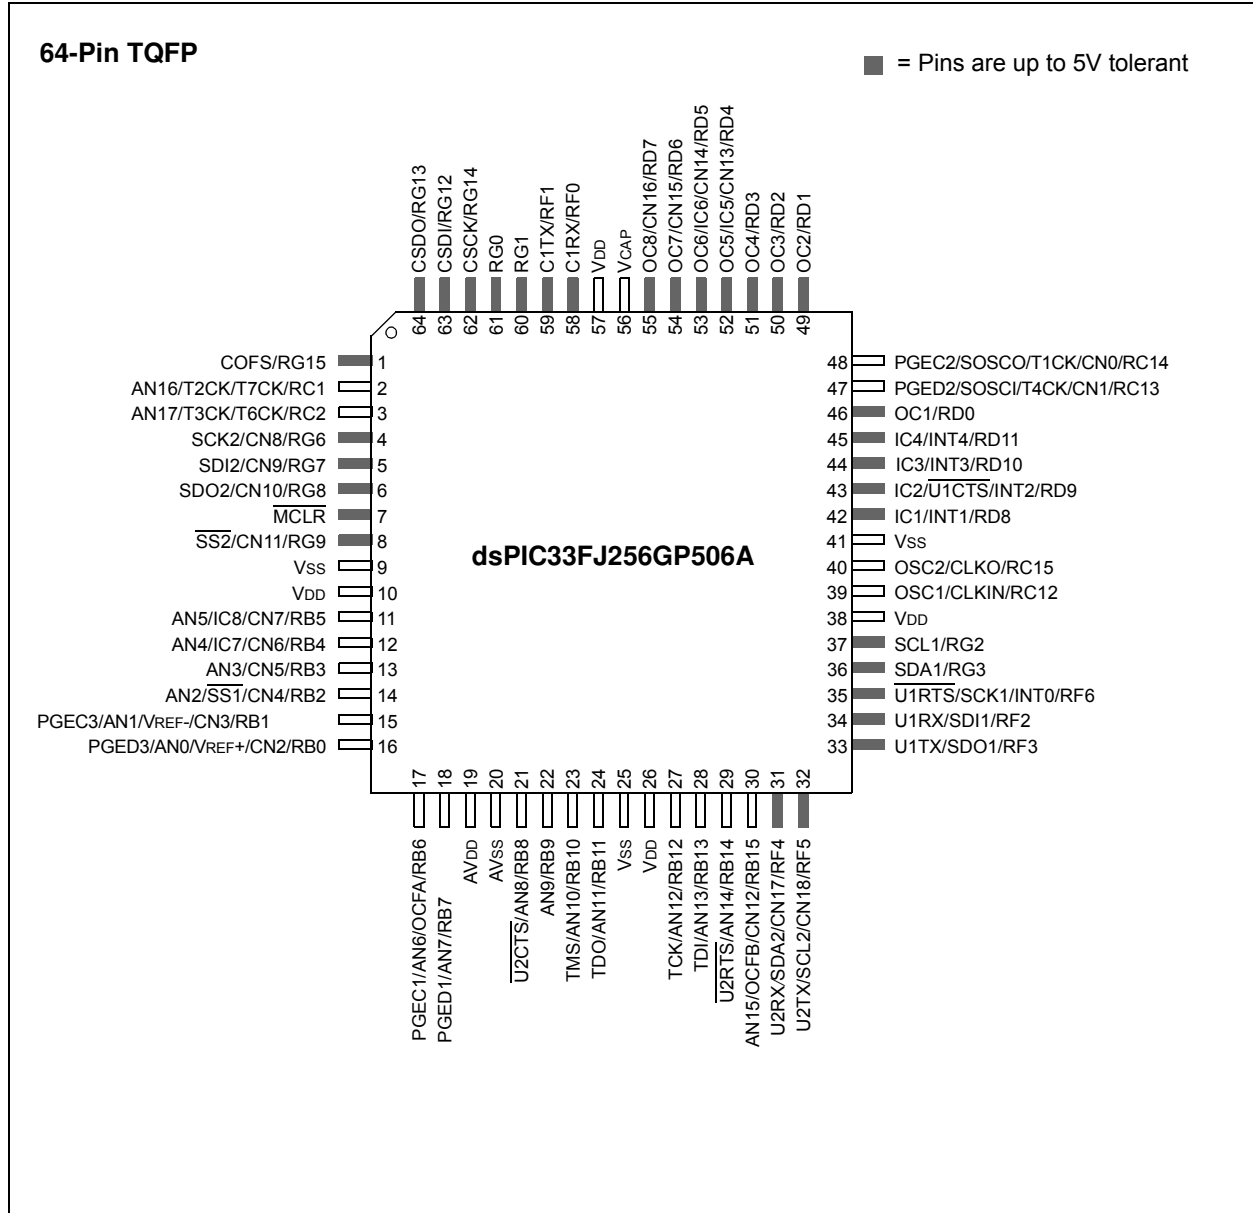 64-Pin TQFP
= Pins are up to 5V tolerant
CSDO/RG13
CSDI/RG12
CSCK/RG14
RG0
RG1
C1TX/RF1
C1RX/RF0
VDD
VCAP
OC8/CN16/RD7
OC7/CN15/RD6
OC6/IC6/CN14/RD5
OC5/IC5/CN13/RD4
OC4/RD3
OC3/RD2
OC2/RD1
64
63
62
61
60
59
58
57
56
55
54
53
52
51
50
49
COFS/RG15 1
AN16/T2CK/T7CK/RC1 2
AN17/T3CK/T6CK/RC2 3
SCK2/CN8/RG6 4
SDI2/CN9/RG7 5
SDO2/CN10/RG8 6
MCLR 7
SS2/CN11/RG9 8
VSS 9
VDD 10
AN5/IC8/CN7/RB5 11
AN4/IC7/CN6/RB4 12
AN3/CN5/RB3 13
AN2/SS1/CN4/RB2 14
PGEC3/AN1/VREF-/CN3/RB1 15
PGED3/AN0/VREF+/CN2/RB0 16
dsPIC33FJ256GP506A
48 PGEC2/SOSCO/T1CK/CN0/RC14
47 PGED2/SOSCI/T4CK/CN1/RC13
46 OC1/RD0
45 IC4/INT4/RD11
44 IC3/INT3/RD10
43 IC2/U1CTS/INT2/RD9
42 IC1/INT1/RD8
41 VSS
40 OSC2/CLKO/RC15
39 OSC1/CLKIN/RC12
38 VDD
37 SCL1/RG2
36 SDA1/RG3
35 U1RTS/SCK1/INT0/RF6
34 U1RX/SDI1/RF2
33 U1TX/SDO1/RF3
17
18
19
20
21
22
23
24
25
26
27
28
29
30
31
32
PGEC1/AN6/OCFA/RB6
PGED1/AN7/RB7
AVDD
AVSS
U2CTS/AN8/RB8
AN9/RB9
TMS/AN10/RB10
TDO/AN11/RB11
VSS
VDD
TCK/AN12/RB12
TDI/AN13/RB13
U2RTS/AN14/RB14
AN15/OCFB/CN12/RB15
U2RX/SDA2/CN17/RF4
U2TX/SCL2/CN18/RF5